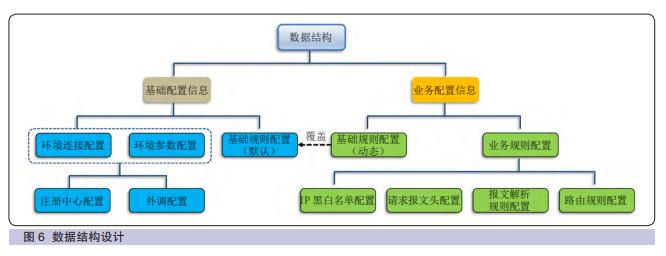 数据结构
基础配置信息
业务配置信息
环境连接配置
环境参数配置
基础规则配置
（默认）
覆盖
基础规则配置
（动态）
业务规则配置
注册中心配置
外调配置
IP 黑白名单配置
请求报文头配置
报文解析
规则配置
路由规则配置
图 6 数据结构设计